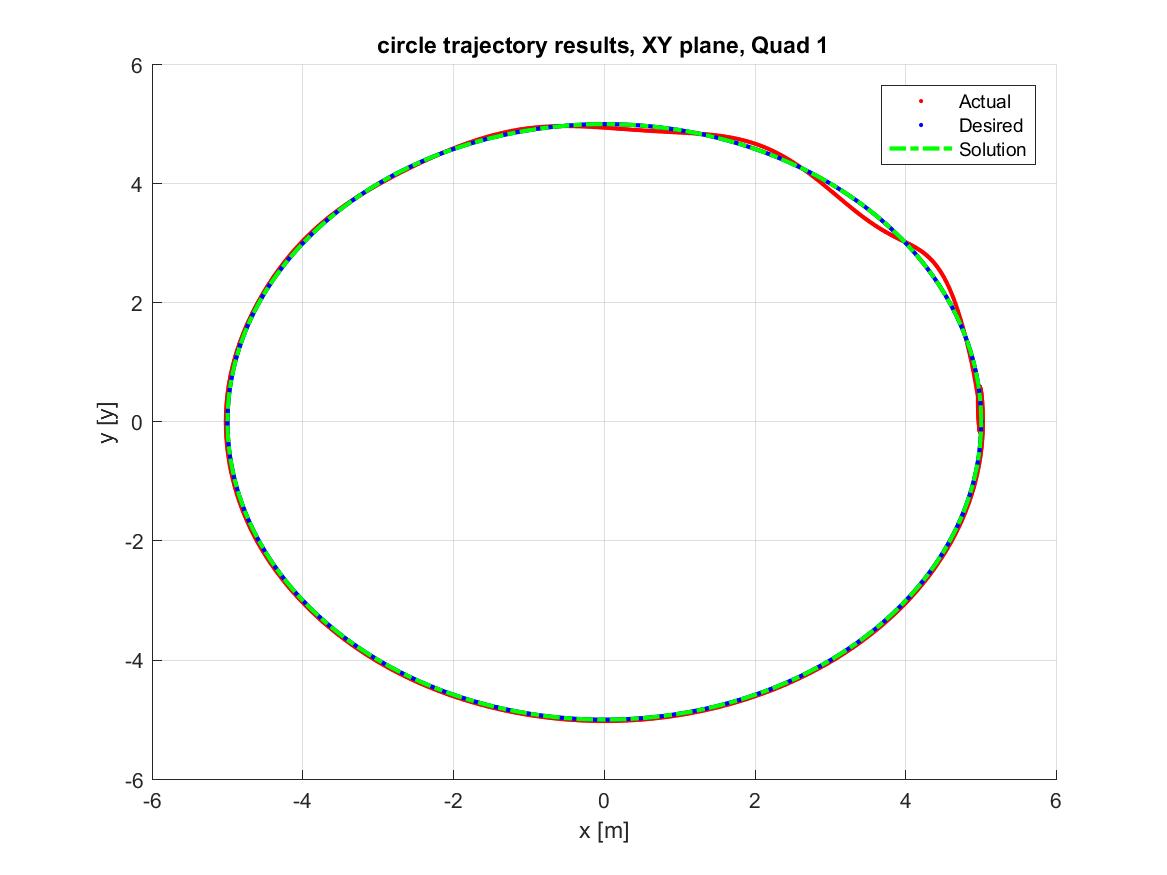 circle trajectory results, XY plane, Quad 1
Actual
Desired
Solution
6
4
2
0
-2
-4
-6
y [y]
-6 -4 -2 0 2 4 6
x [m]